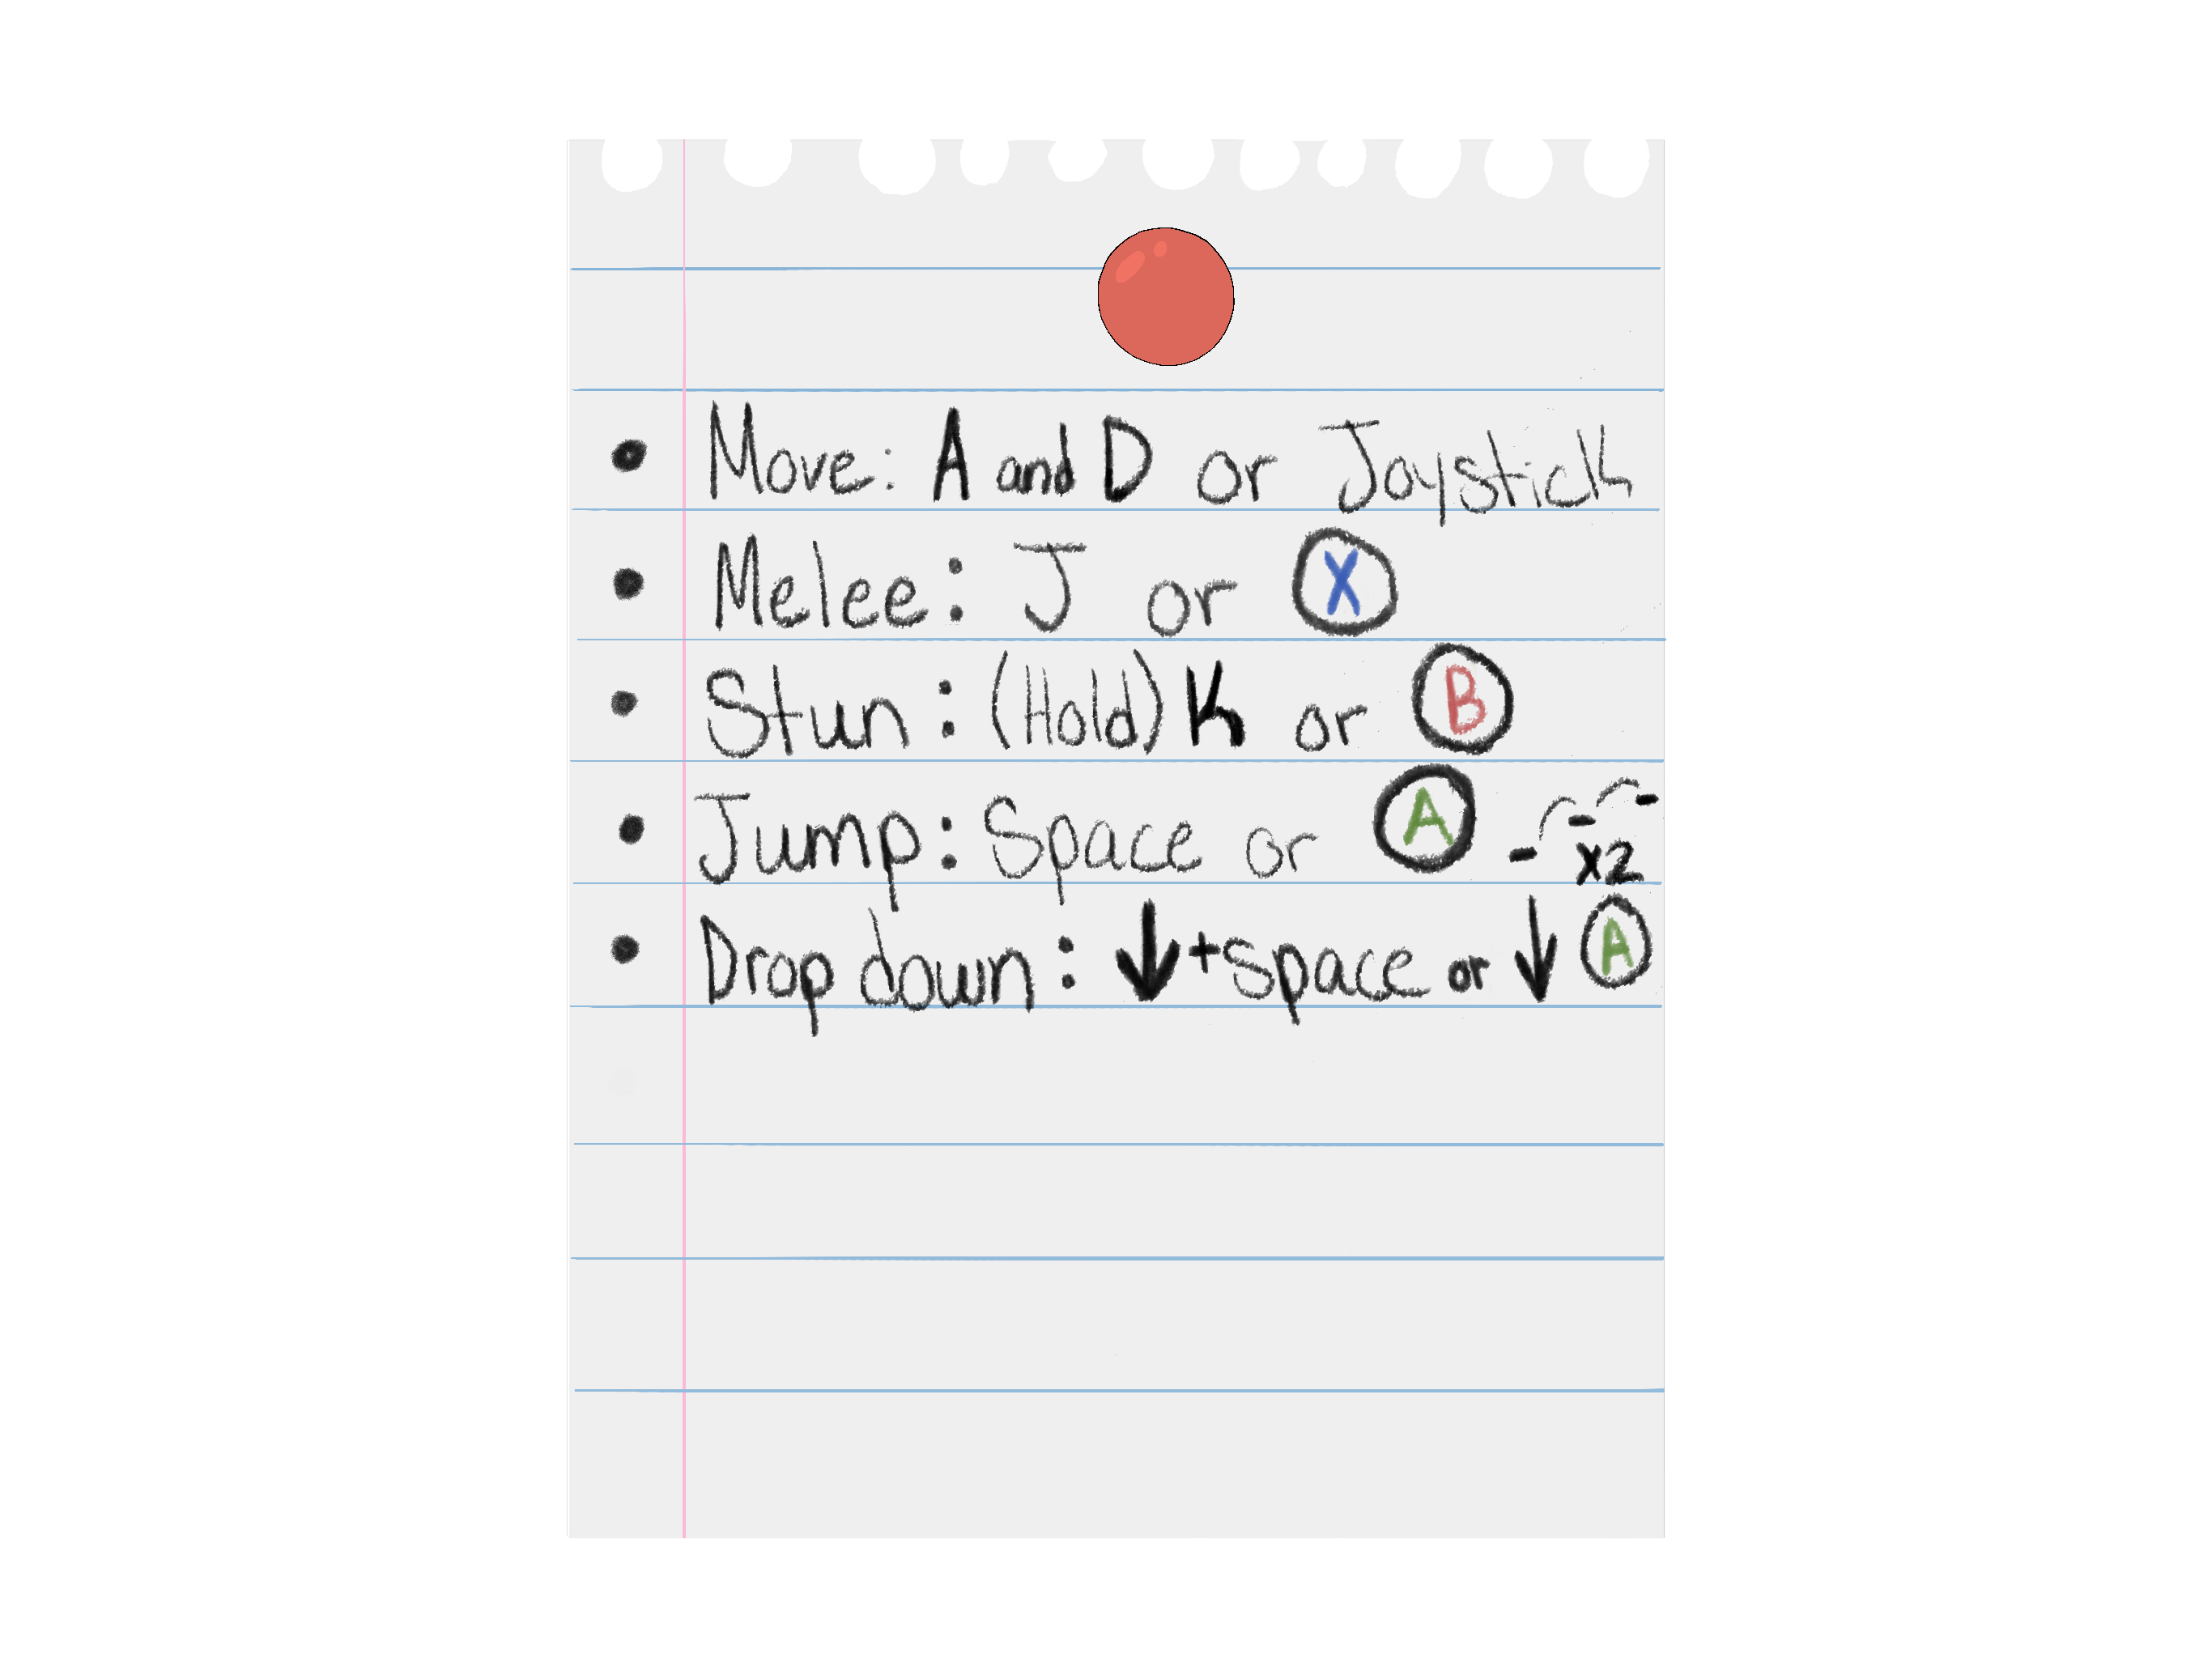 • Move: A and D or Joystick
• Melee: J or X
• Stun: (Hold) K or B
• Jump: Space or A x2
• Drop down: ↓+space or ↓ A